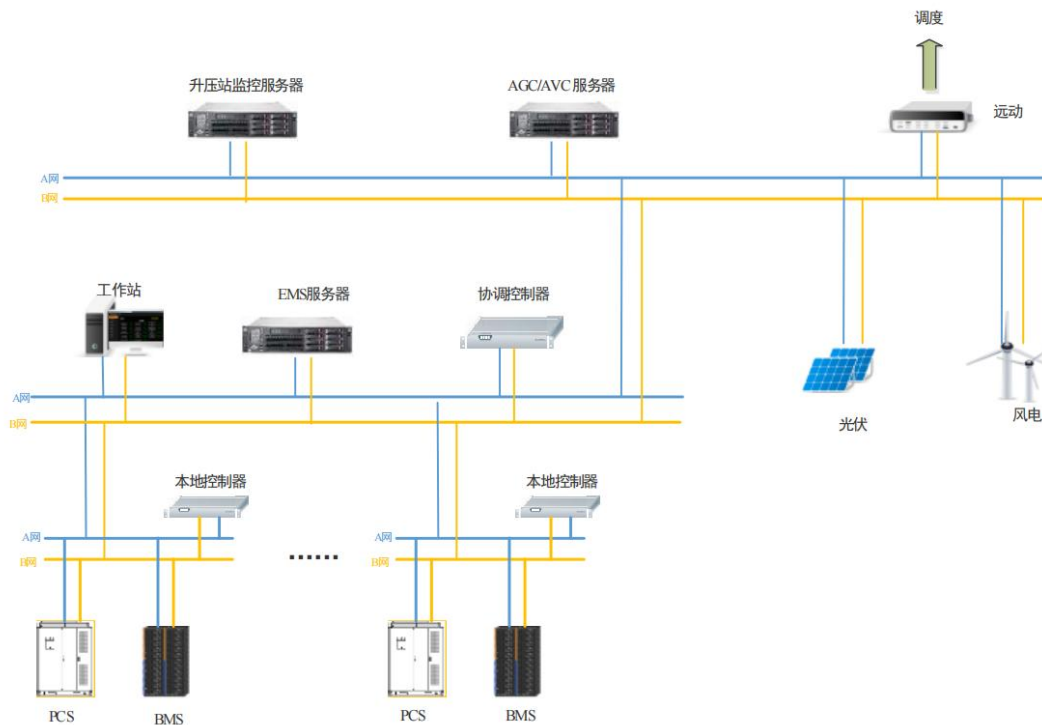 调度
升压站监控服务器
AGC/AVC 服务器
远动
A网
B网
工作站
EMS服务器
协调控制器
A网
B网
光伏
风电
本地控制器
本地控制器
A网
B网
......
A网
B网
PCS
BMS
PCS
BMS